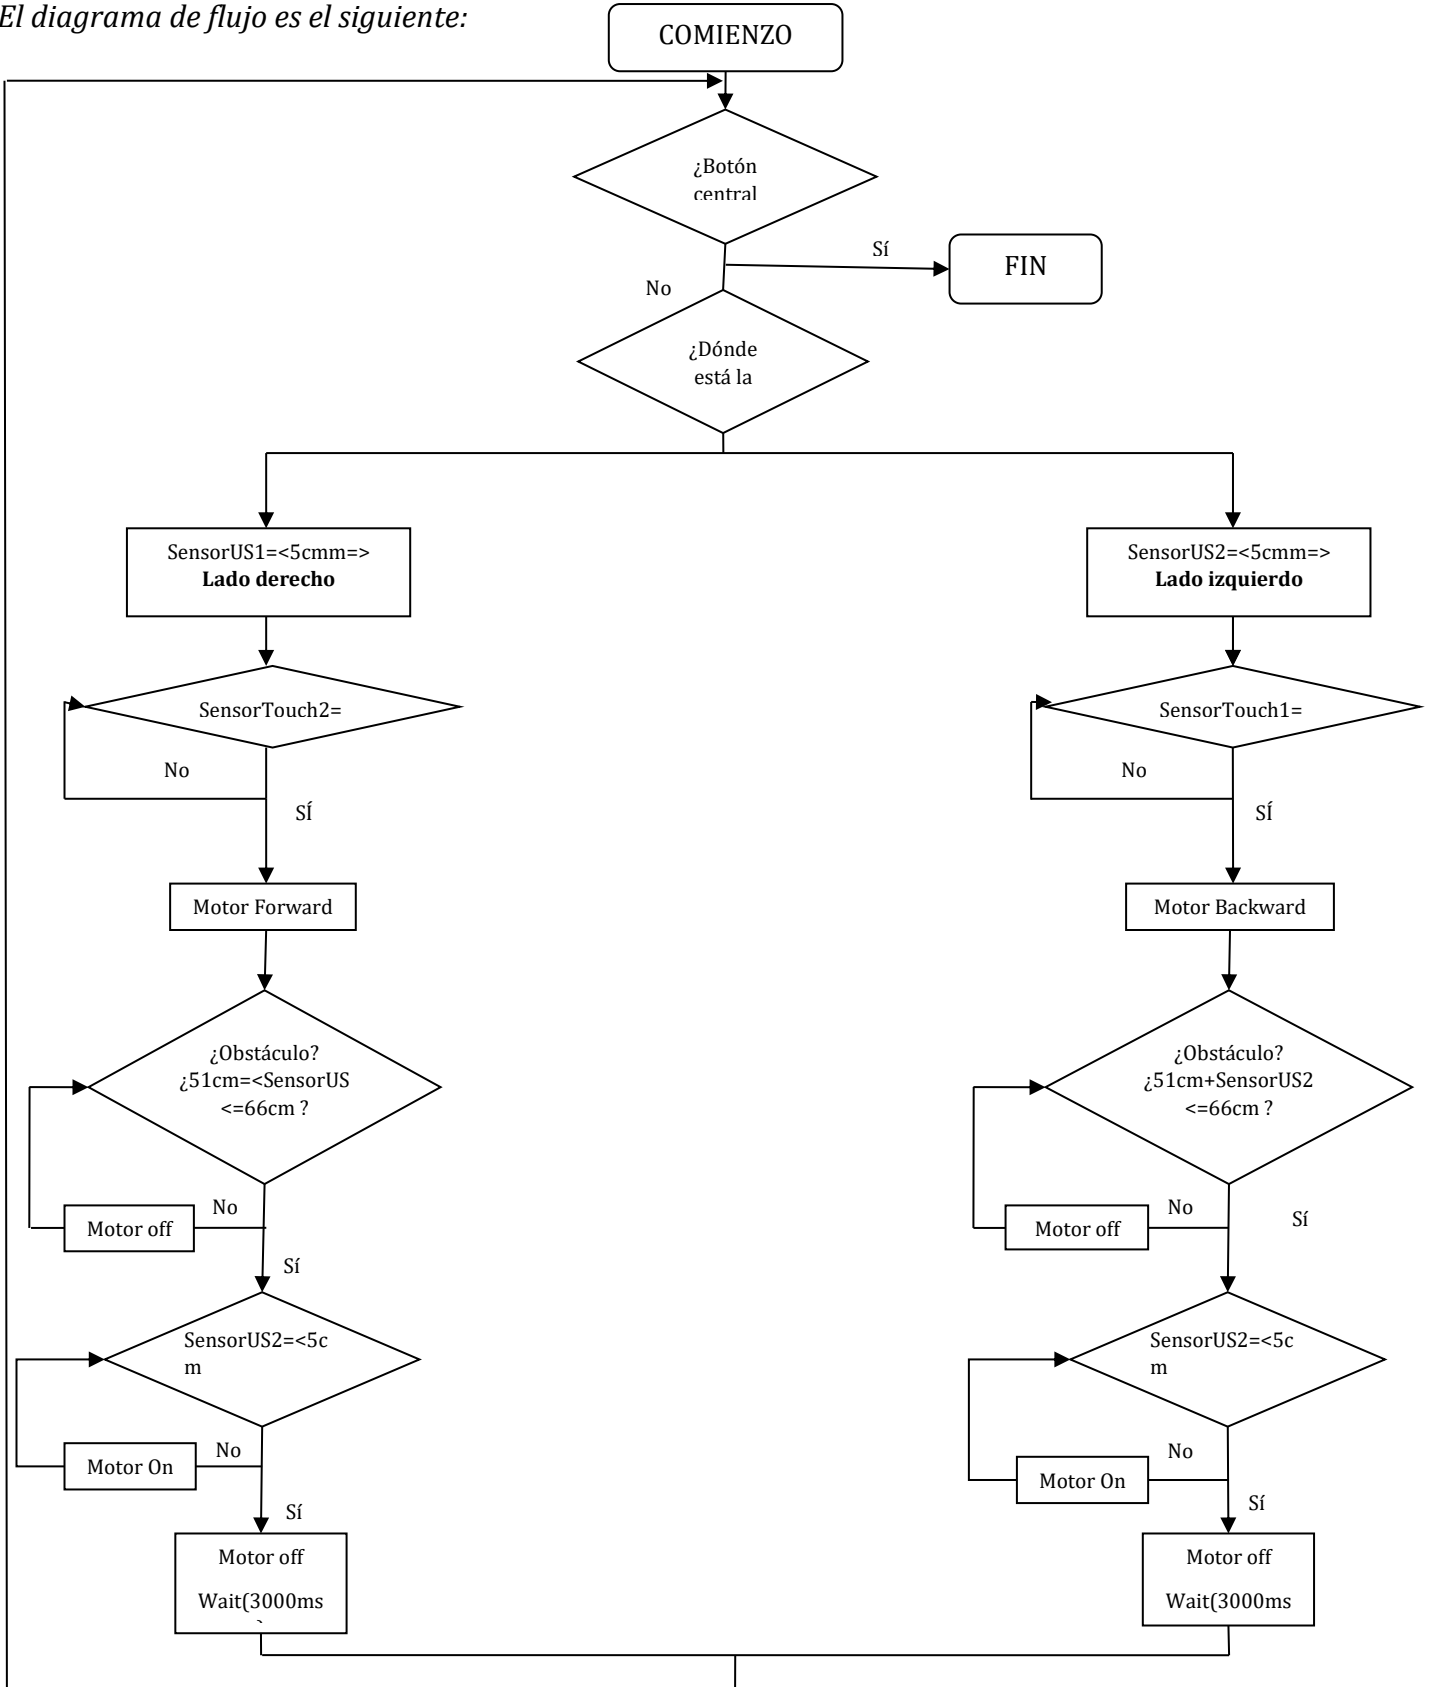 El diagrama de flujo es el siguiente:
COMIENZO
¿Botón
central
Sí
FIN
No
¿Dónde
está la
SensorUS1=<5cmm=>
Lado derecho
SensorUS2=<5cmm=>
Lado izquierdo
SensorTouch2=
No
SÍ
SensorTouch1=
No
SÍ
Motor Forward
Motor Backward
¿Obstáculo?
¿51cm=<SensorUS
<=66cm ?
No
Motor off
Sí
¿Obstáculo?
¿51cm+SensorUS2
<=66cm ?
No
Motor off
Sí
SensorUS2=<5c
m
No
Motor On
Sí
SensorUS2=<5c
m
No
Motor On
Sí
Motor off
Wait(3000ms
Motor off
Wait(3000ms